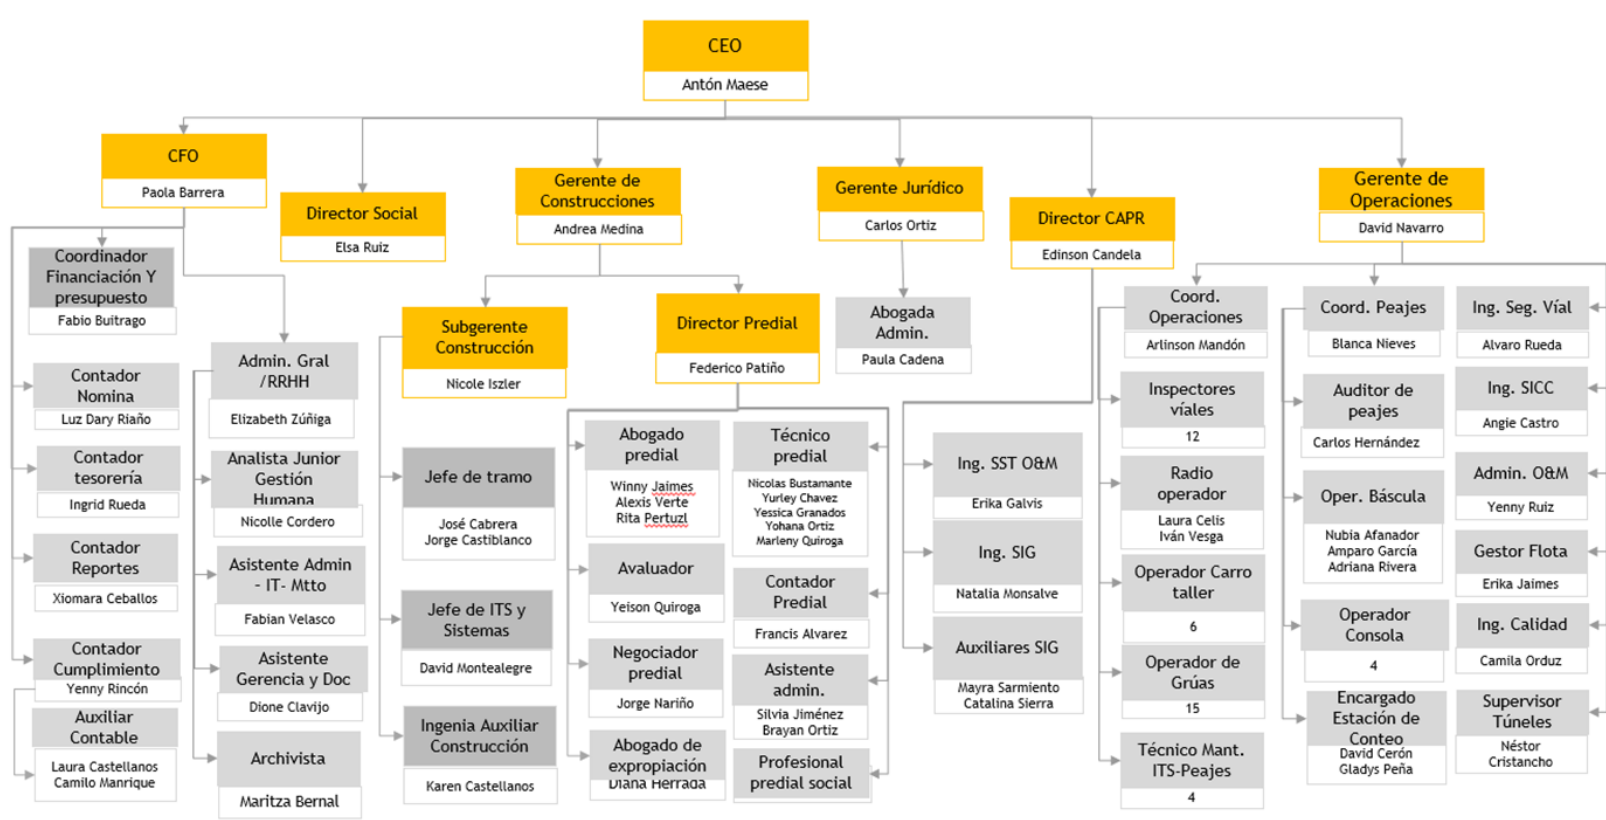 CEO
Antón Maese
CFO
Paola Barrera
Director Social
Elsa Ruiz
Gerente de
Construcciones
Andrea Medina
Gerente Jurídico
Carlos Ortiz
Director CAPR
Edinson Candela
Gerente de
Operaciones
David Navarro
Coordinador
Financiación Y
presupuesto
Fabio Buitrago
Contador
Nomina
Luz Dary Riaño
Contador
tesorería
Ingrid Rueda
Contador
Reportes
Xiomara Ceballos
Contador
Cumplimiento
Yenny Rincón
Auxiliar
Contable
Laura Castellanos
Camilo Manrique
Admin. Gral
/RRHH
Elizabeth Zúñiga
Analista Junior
Gestión
Humana
Nicolle Cordero
Asistente Admin
- IT- Mtto
Fabian Velasco
Asistente
Gerencia y Doc
Dione Clavijo
Archivista
Maritza Bernal
Subgerente
Construcción
Nicole Iszler
Jefe de tramo
José Cabrera
Jorge Castiblanco
Jefe de ITS y
Sistemas
David Montealegre
Ingenia Auxiliar
Construcción
Karen Castellanos
Director Predial
Federico Patiño
Abogado
predial
Winny Jaimes
Alexis Verte
Rita Pertuzl
Avaluador
Yeison Quiroga
Negociador
predial
Jorge Nariño
Abogado de
expropiación
Diana Herrada
Técnico
predial
Nicolas Bustamante
Yurley Chavez
Yessica Granados
Yohana Ortiz
Marleny Quiroga
Contador
Predial
Francis Alvarez
Asistente
admin.
Silvia Jiménez
Brayan Ortiz
Profesional
predial social
Abogada
Admin.
Paula Cadena
Ing. SST O&M
Erika Galvis
Ing. SIG
Natalia Monsalve
Auxiliares SIG
Mayra Sarmiento
Catalina Sierra
Coord.
Operaciones
Arlinson Mandón
Inspectores
víales
12
Radio
operador
Laura Celis
Iván Vesga
Operador Carro
taller
6
Operador de
Grúas
15
Técnico Mant.
ITS-Peajes
4
Coord. Peajes
Blanca Nieves
Auditor de
peajes
Carlos Hernández
Oper. Báscula
Nubia Afanador
Amparo García
Adriana Rivera
Operador
Consola
4
Encargado
Estación de
Conteo
David Cerón
Gladys Peña
Ing. Seg. Víal
Alvaro Rueda
Ing. SICC
Angie Castro
Admin. O&M
Yenny Ruiz
Gestor Flota
Erika Jaimes
Ing. Calidad
Camila Orduz
Supervisor
Túneles
Néstor
Cristancho